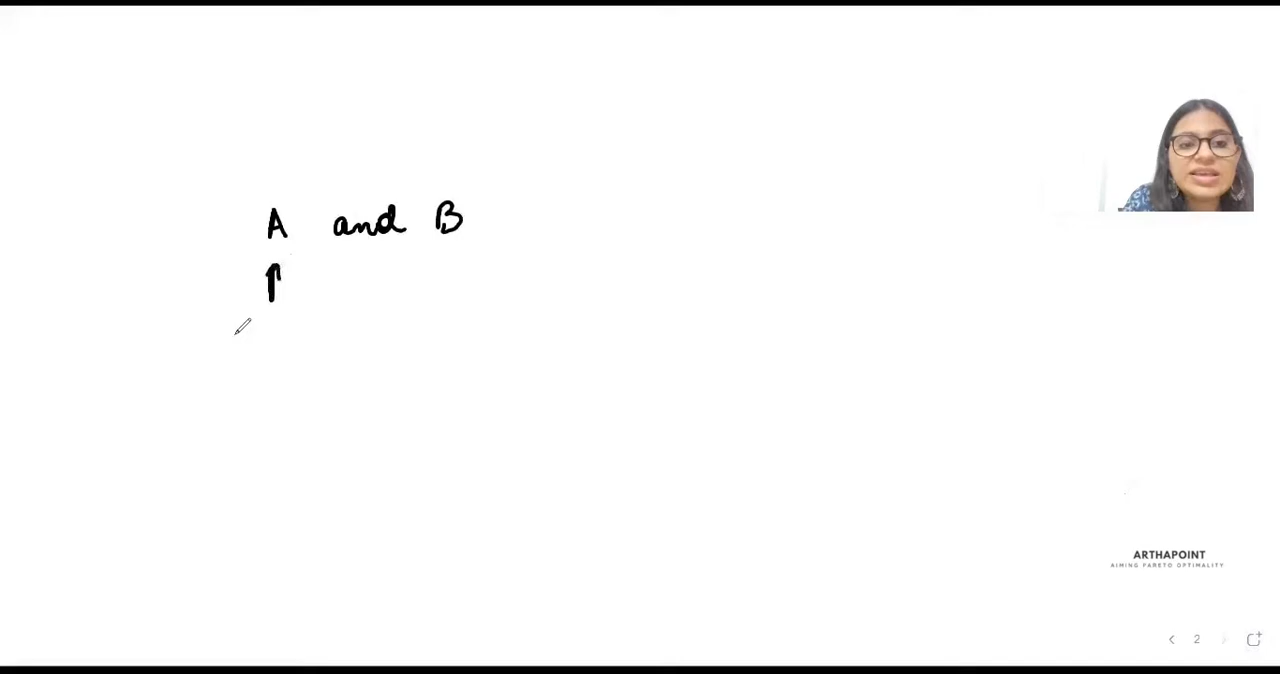 A and B
↑
ARTHAPOINT
AIMING PARETO OPTIMALITY
2